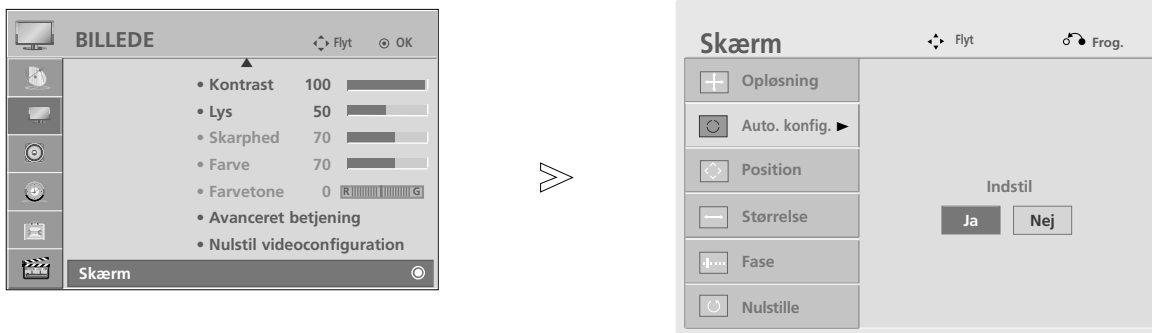 BILLEDE
Flyt
OK
• Kontrast 100
• Lys 50
• Skarphed 70
• Farve 70
• Farvetone 0 R G
• Avanceret betjening
• Nulstil videoconfiguration
Skærm
Skærm
Flyt
Frog.
Opløsning
Auto. konfig.
Position
Størrelse
Fase
Nulstille
Indstil
Ja Nej